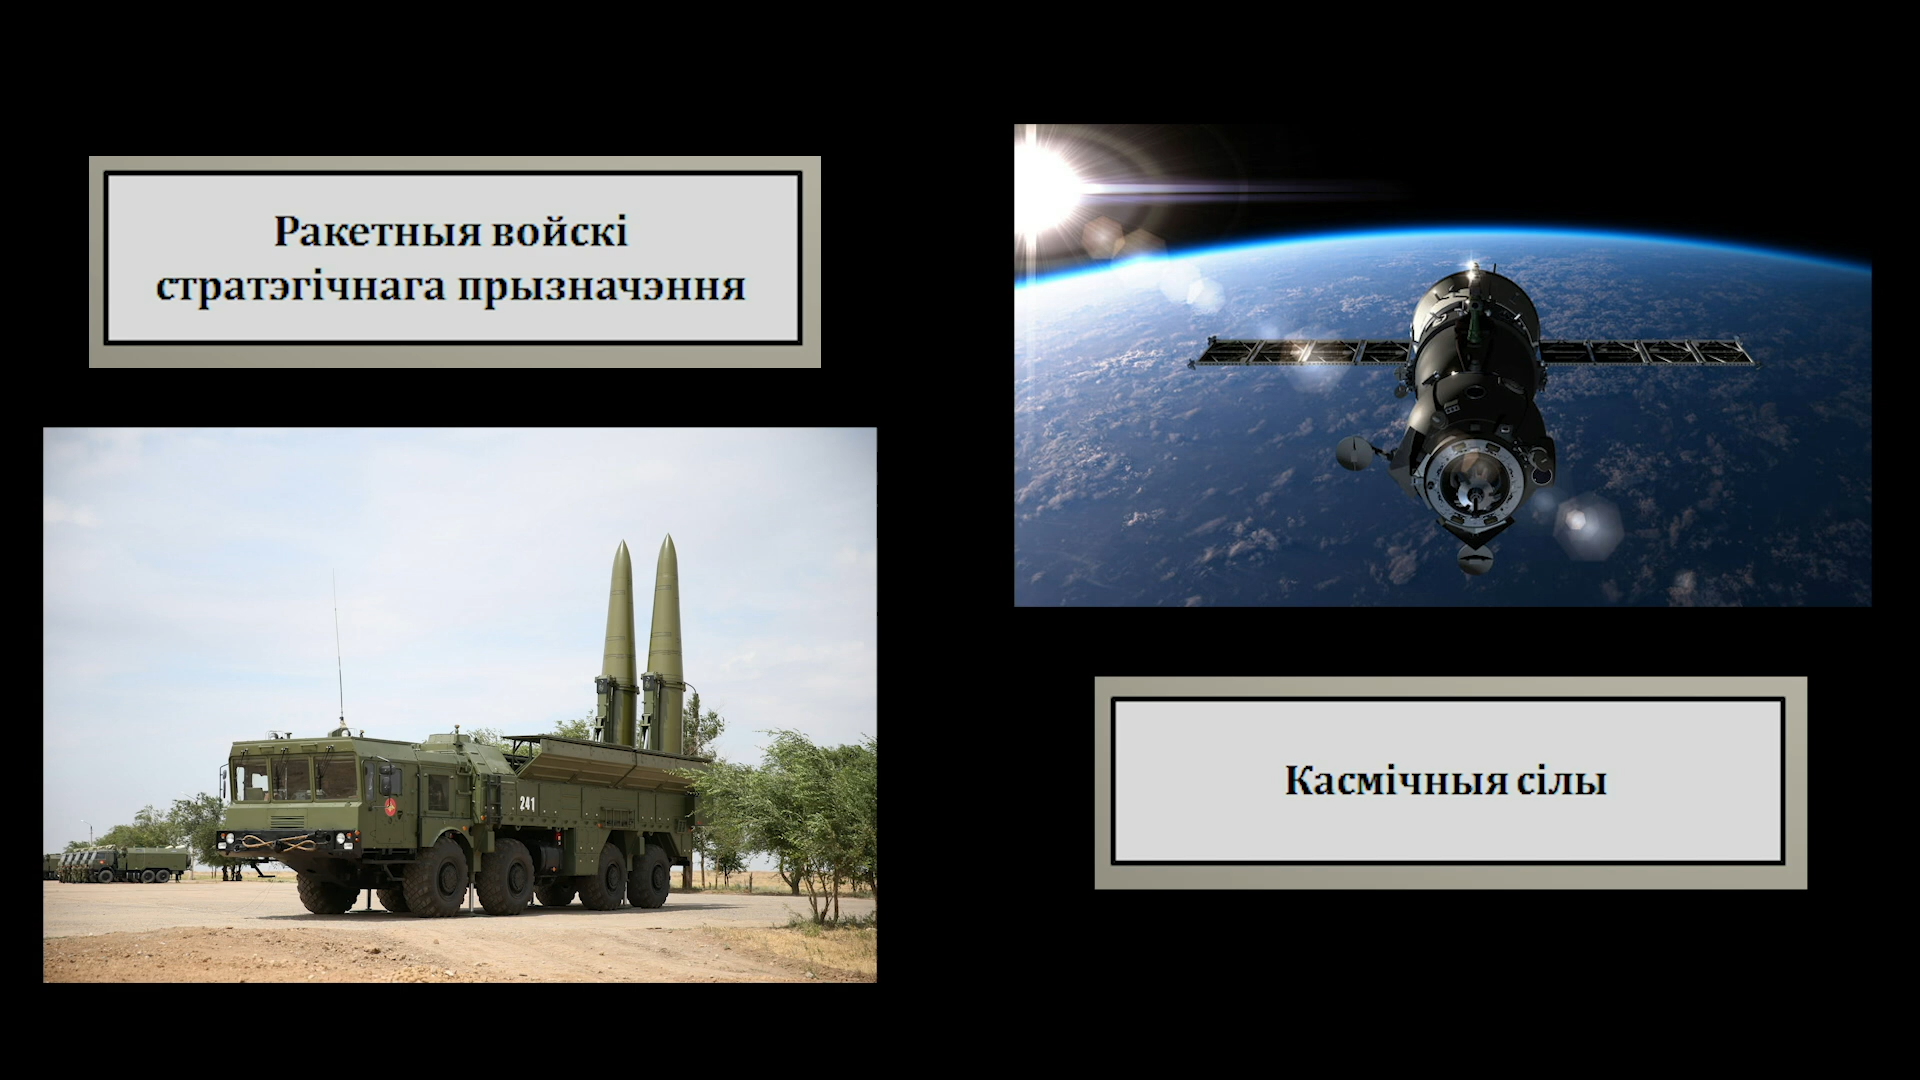 Ракетныя войскі
стратэгічнага прызначэння
241
Касмічныя сілы